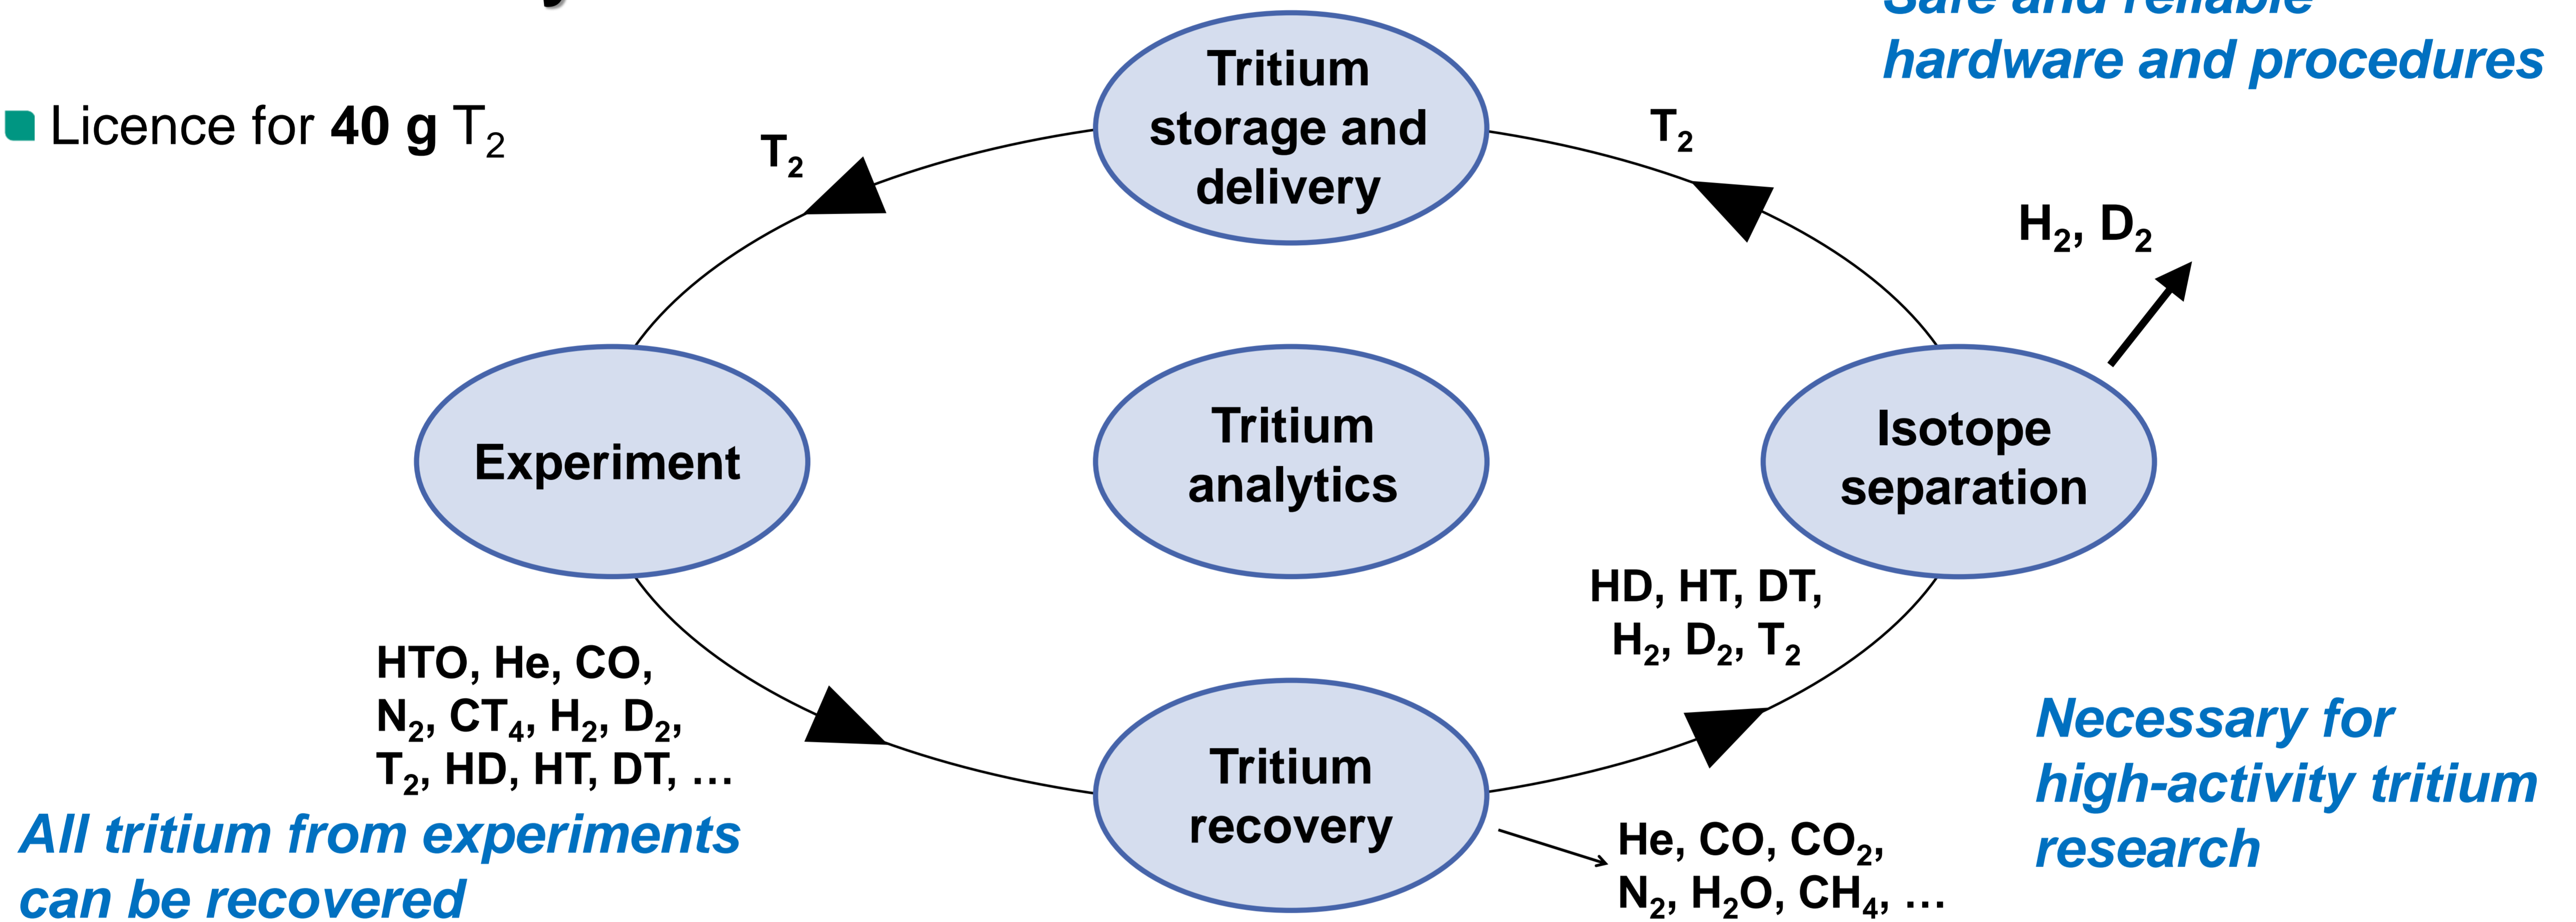 hardware and procedures
Licence for 40 g T₂
Tritium
storage and
delivery
T₂
T₂
H₂, D₂
Experiment
Tritium
analytics
Isotope
separation
HD, HT, DT,
H₂, D₂, T₂
HTO, He, CO,
N₂, CT₄, H₂, D₂,
T₂, HD, HT, DT, …
Tritium
recovery
He, CO, CO₂,
N₂, H₂O, CH₄, …
Necessary for
high-activity tritium
research
All tritium from experiments
can be recovered